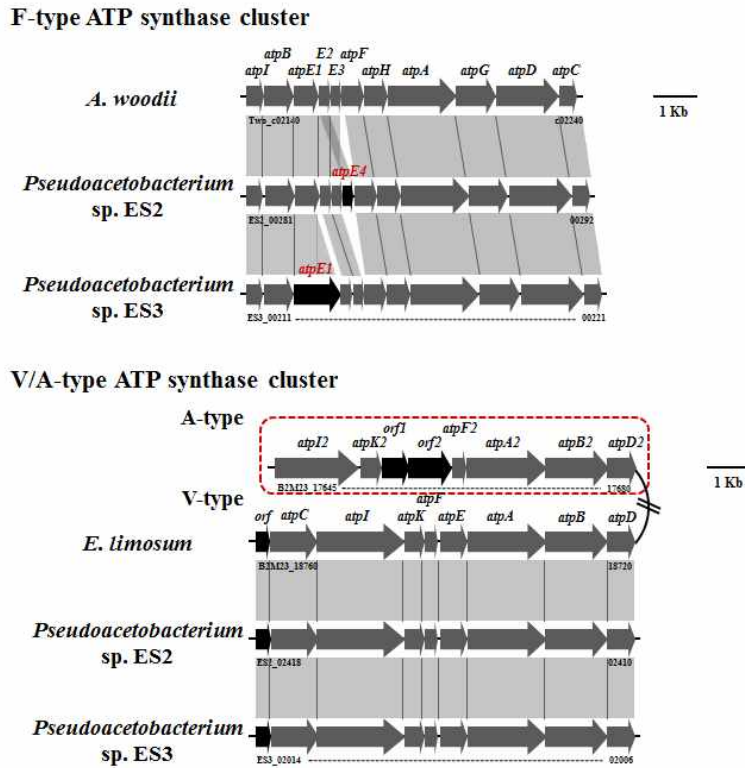 F-type ATP synthase cluster
E2 atpF
atpB
atpI atpE1 E3 atpH atpA atpG atpD atpC
A. woodii
1 Kb
c02240
atpE4
Pseudoacetobacterium
sp. ES2
ES2_00281 00292
atpE1
Pseudoacetobacterium
sp. ES3
ES3_00211 00221
V/A-type ATP synthase cluster
A-type
orf1 atpF2
atpI2 atpK2 orf2 atpA2 atpB2 atpD2
B2M23_17645 17680
1 Kb
V-type
atpF
orf atpC atpI atpK atpE atpA atpB atpD
E. limosum
B2M23_18760 18720
Pseudoacetobacterium
sp. ES2
ES2_02418 02410
Pseudoacetobacterium
sp. ES3
ES3_02014 02006